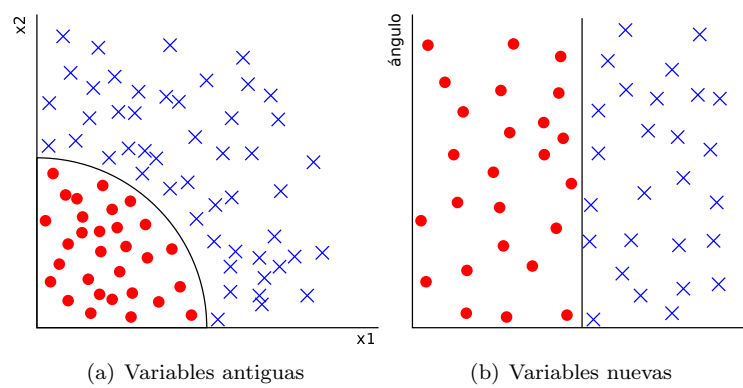 x2
x1
(a) Variables antiguas
ángulo
(b) Variables nuevas